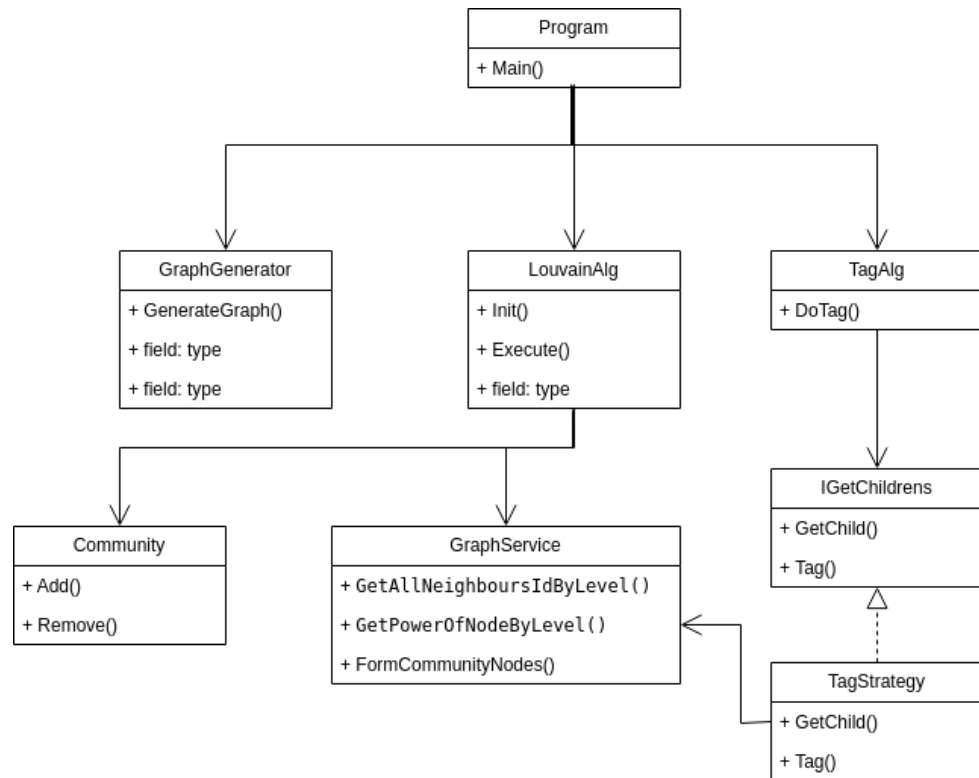 Program
+ Main()
GraphGenerator
+ GenerateGraph()
+ field: type
+ field: type
LouvainAlg
+ Init()
+ Execute()
+ field: type
TagAlg
+ DoTag()
IGetChildrens
+ GetChild()
+ Tag()
Community
+ Add()
+ Remove()
GraphService
+ GetAllNeighboursIdByLevel()
+ GetPowerOfNodeByLevel()
+ FormCommunityNodes()
TagStrategy
+ GetChild()
+ Tag()